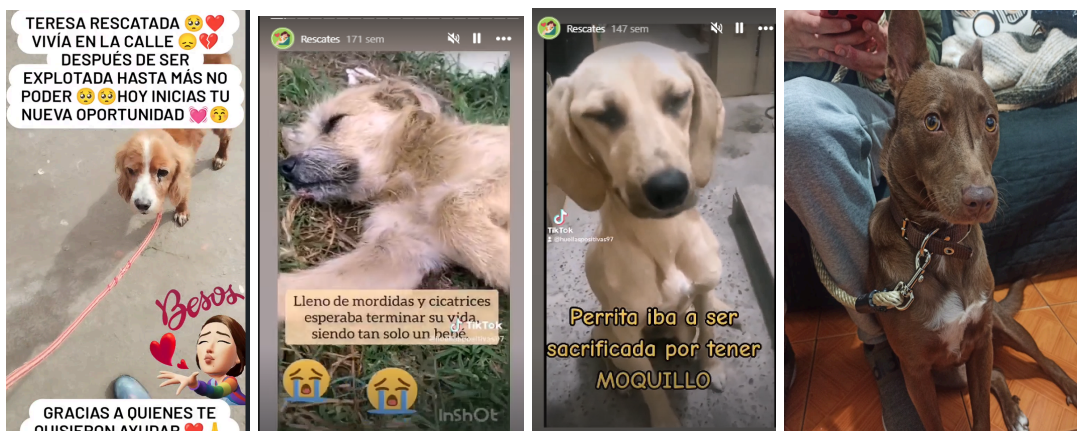 TERESA RESCATADA 🥺❤️
VIVÍA EN LA CALLE 😞💔
DESPUÉS DE SER
EXPLOTADA HASTA MÁS NO
PODER 🥺🥺HOY INICIAS TU
NUEVA OPORTUNIDAD 💓😚
Besos
GRACIAS A QUIENES TE
QUISIERON AYUDAR ❤️🙏
Rescates 171 sem
Lleno de mordidas y cicatrices
esperaba terminar su vida,
siendo tan solo un bebé.
TikTok
InShOt
Rescates 147 sem
TikTok
Perrita iba a ser
sacrificada por tener
MOQUILLO